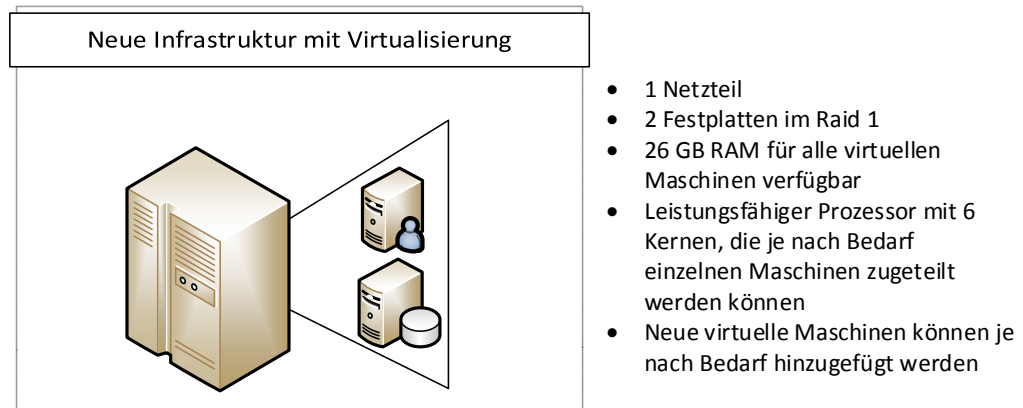 Neue Infrastruktur mit Virtualisierung
• 1 Netzteil
• 2 Festplatten im Raid 1
• 26 GB RAM für alle virtuellen
Maschinen verfügbar
• Leistungsfähiger Prozessor mit 6
Kernen, die je nach Bedarf
einzelnen Maschinen zugeteilt
werden können
• Neue virtuelle Maschinen können je
nach Bedarf hinzugefügt werden